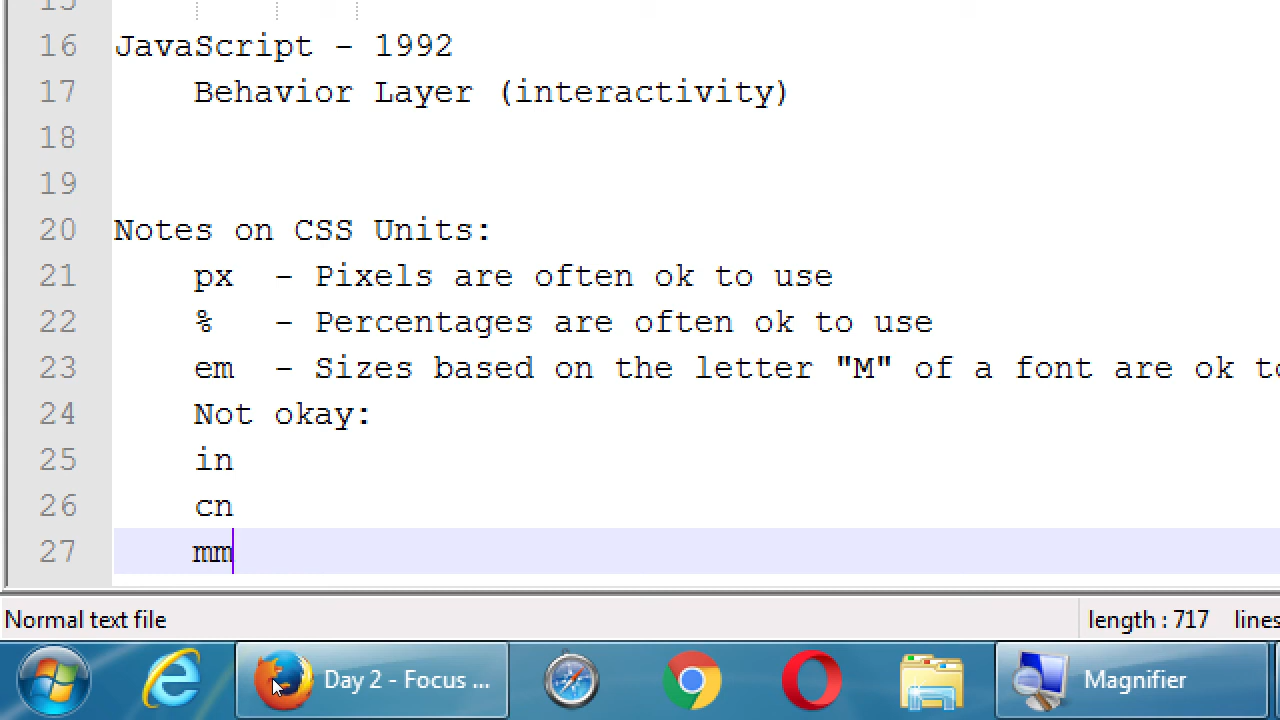 15
16 JavaScript - 1992
17 Behavior Layer (interactivity)
18
19
20 Notes on CSS Units:
21 px - Pixels are often ok to use
22 % - Percentages are often ok to use
23 em - Sizes based on the letter "M" of a font are ok to
24 Not okay:
25 in
26 cn
27 mm
Normal text file length : 717 lines
Day 2 - Focus ... Magnifier